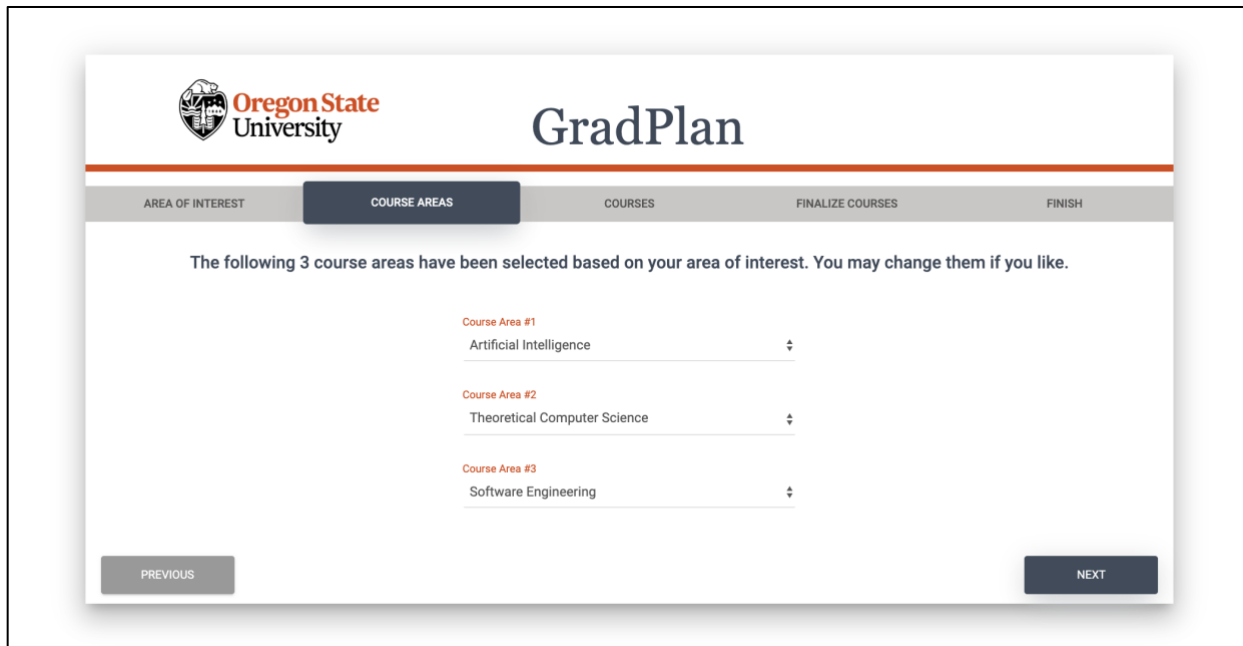 Oregon State
University
GradPlan
AREA OF INTEREST
COURSE AREAS
COURSES
FINALIZE COURSES
FINISH
The following 3 course areas have been selected based on your area of interest. You may change them if you like.
Course Area #1
Artificial Intelligence
Course Area #2
Theoretical Computer Science
Course Area #3
Software Engineering
PREVIOUS
NEXT